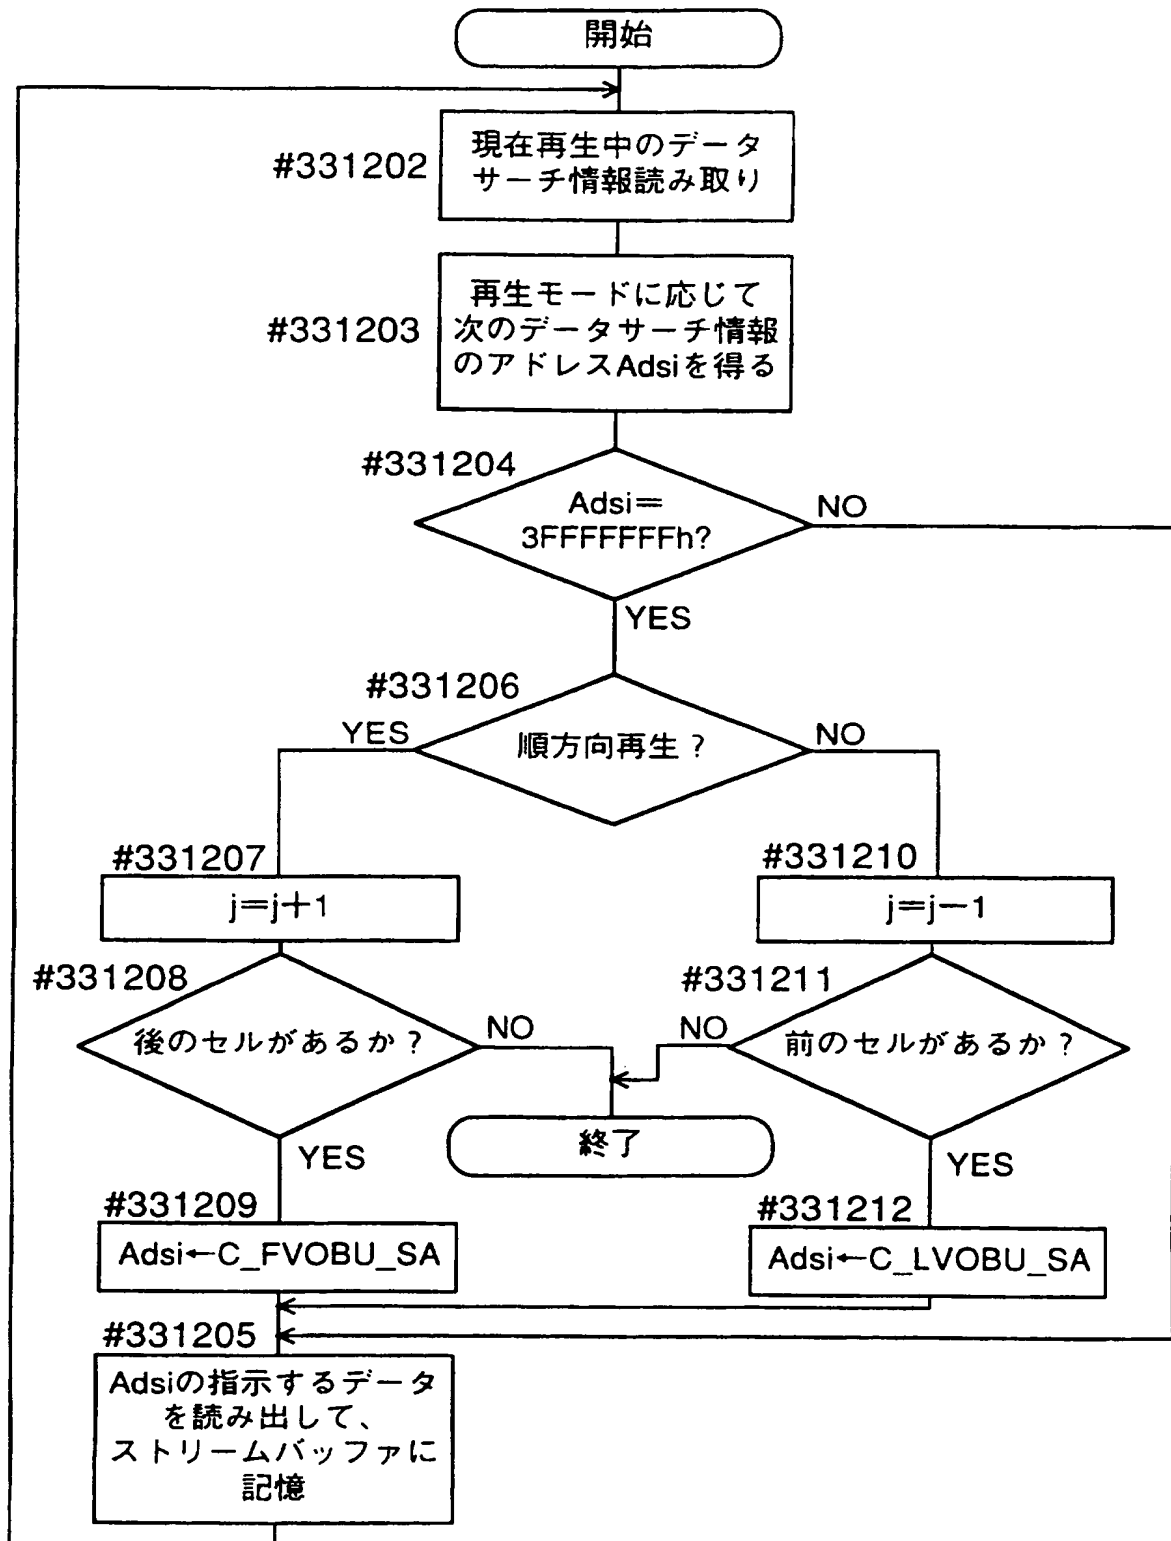 開始
#331202
現在再生中のデータ
サーチ情報読み取り
#331203
再生モードに応じて
次のデータサーチ情報
のアドレスAdsiを得る
#331204
Adsi=
3FFFFFFFh?
NO
YES
#331206
順方向再生?
YES
NO
#331207
j=j+1
#331210
j=j−1
#331208
後のセルがあるか?
NO
#331211
前のセルがあるか?
NO
終了
YES
YES
#331209
Adsi←C_FVOBU_SA
#331212
Adsi←C_LVOBU_SA
#331205
Adsiの指示するデータ
を読み出して、
ストリームバッファに
記憶